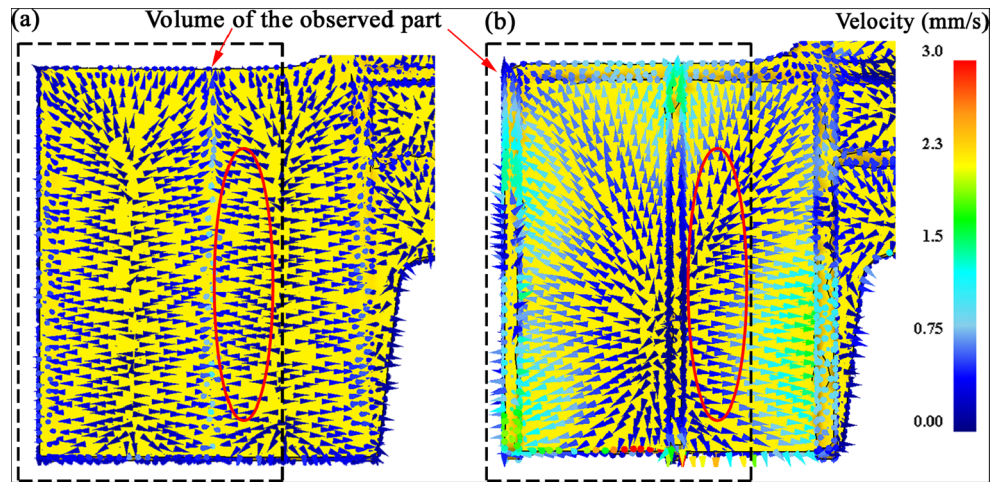 (a)
Volume of the observed part
(b)
Velocity (mm/s)
3.0
2.3
1.5
0.75
0.00